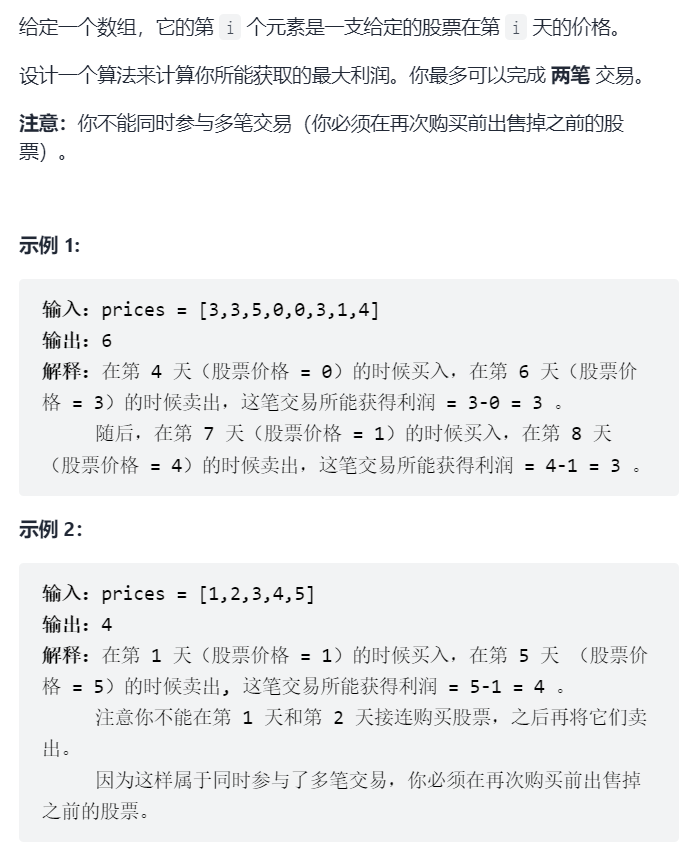 给定一个数组，它的第 i 个元素是一支给定的股票在第 i 天的价格。
设计一个算法来计算你所能获取的最大利润。你最多可以完成 两笔 交易。
注意：你不能同时参与多笔交易（你必须在再次购买前出售掉之前的股
票）。
示例 1:
输入：prices = [3,3,5,0,0,3,1,4]
输出：6
解释：在第 4 天（股票价格 = 0）的时候买入，在第 6 天（股票价
格 = 3）的时候卖出，这笔交易所能获得利润 = 3-0 = 3 。
随后，在第 7 天（股票价格 = 1）的时候买入，在第 8 天
（股票价格 = 4）的时候卖出，这笔交易所能获得利润 = 4-1 = 3 。
示例 2：
输入：prices = [1,2,3,4,5]
输出：4
解释：在第 1 天（股票价格 = 1）的时候买入，在第 5 天 （股票价
格 = 5）的时候卖出, 这笔交易所能获得利润 = 5-1 = 4 。
注意你不能在第 1 天和第 2 天接连购买股票，之后再将它们卖
出。
因为这样属于同时参与了多笔交易，你必须在再次购买前出售掉
之前的股票。